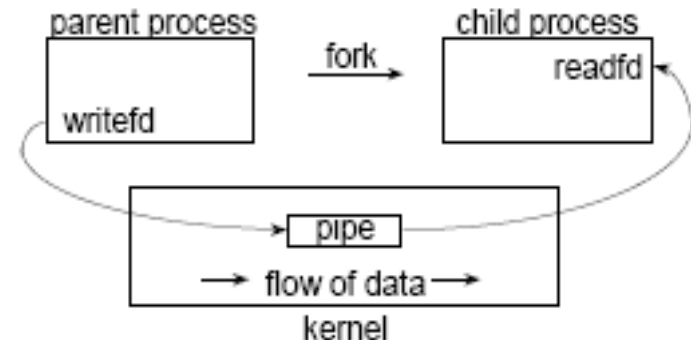 parent process
child process
fork
readfd
writefd
pipe
flow of data
kernel